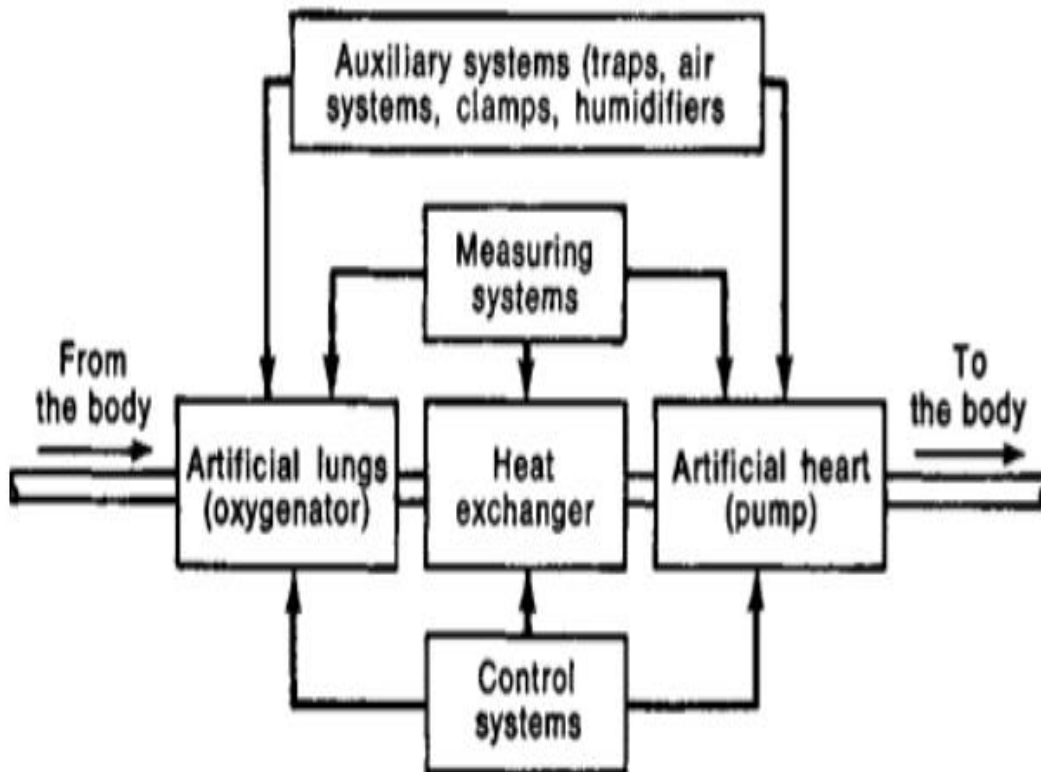 Auxiliary systems (traps, air
systems, clamps, humidifiers
Measuring
systems
From
the body
To
the body
Artificial lungs
(oxygenator)
Heat
exchanger
Artificial heart
(pump)
Control
systems